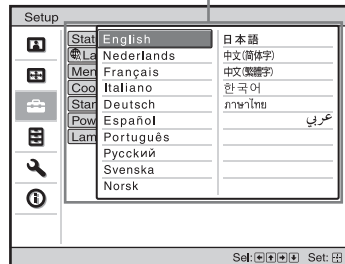 Setup
Stat
La
Men
Coo
Star
Pow
Lam
English
Nederlands
Français
Italiano
Deutsch
Español
Português
Русский
Svenska
Norsk
日本語
中文(简体字)
中文(繁體字)
한국어
ภาษาไทย
عربي
Sel: Set: